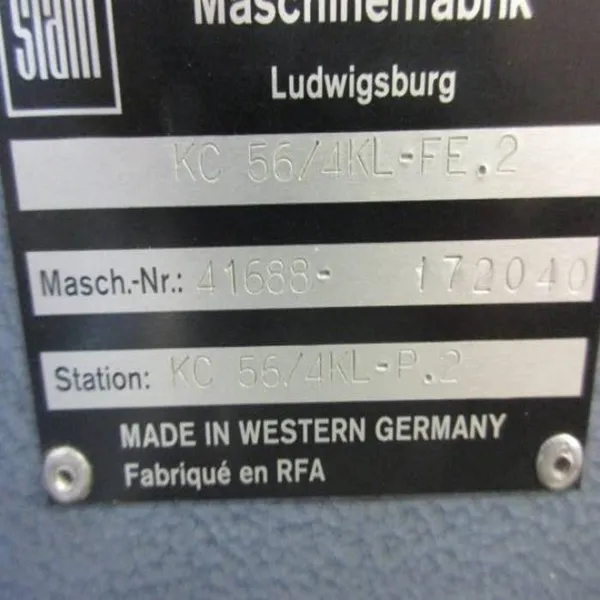 Stahl
Maschinenfabrik
Ludwigsburg
KC 56/4KL-FE.2
Masch.-Nr.: 41688- 172040
Station: KC 56/4KL-P.2
MADE IN WESTERN GERMANY
Fabriqué en RFA